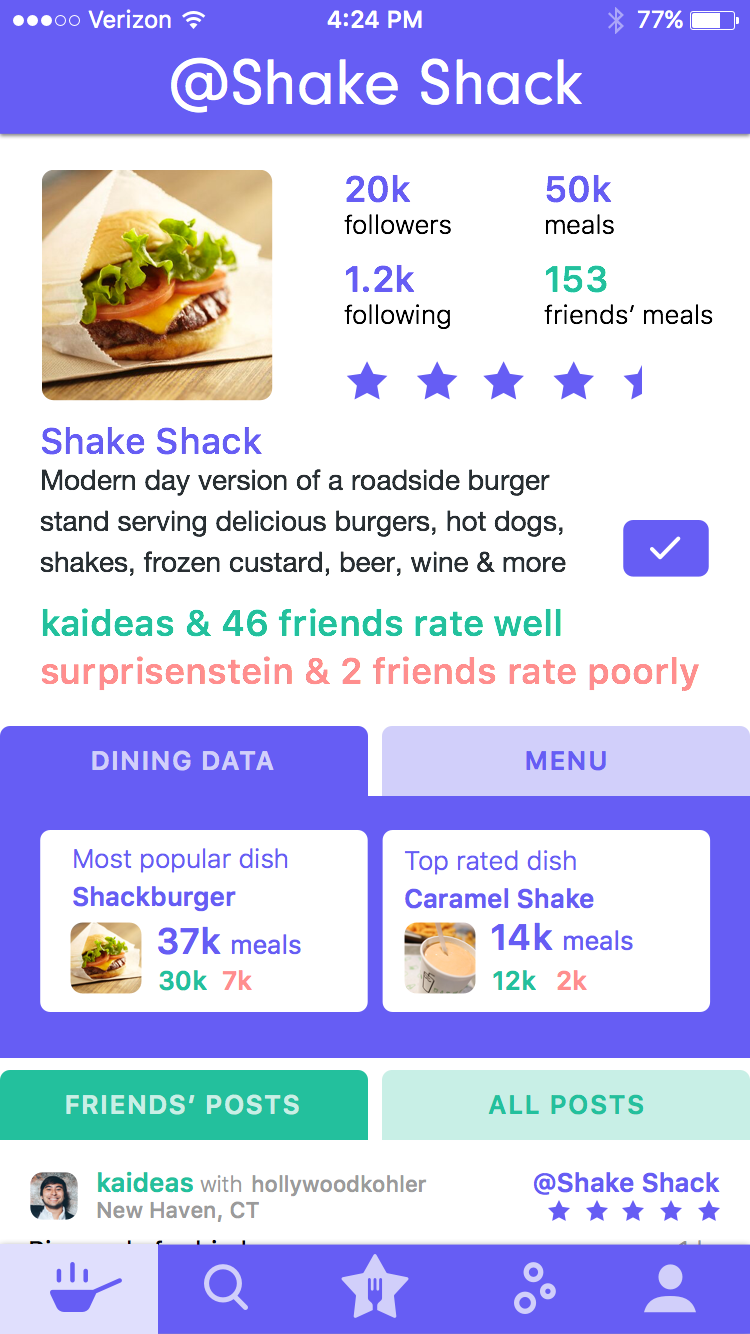 Verizon 4:24 PM 77%
@Shake Shack
20k 50k
followers meals
1.2k 153
following friends’ meals
Shake Shack
Modern day version of a roadside burger
stand serving delicious burgers, hot dogs,
shakes, frozen custard, beer, wine & more
kaideas & 46 friends rate well
surprisenstein & 2 friends rate poorly
DINING DATA MENU
Most popular dish
Shackburger
37k meals
30k 7k
Top rated dish
Caramel Shake
14k meals
12k 2k
FRIENDS’ POSTS ALL POSTS
kaideas with hollywoodkohler @Shake Shack
New Haven, CT